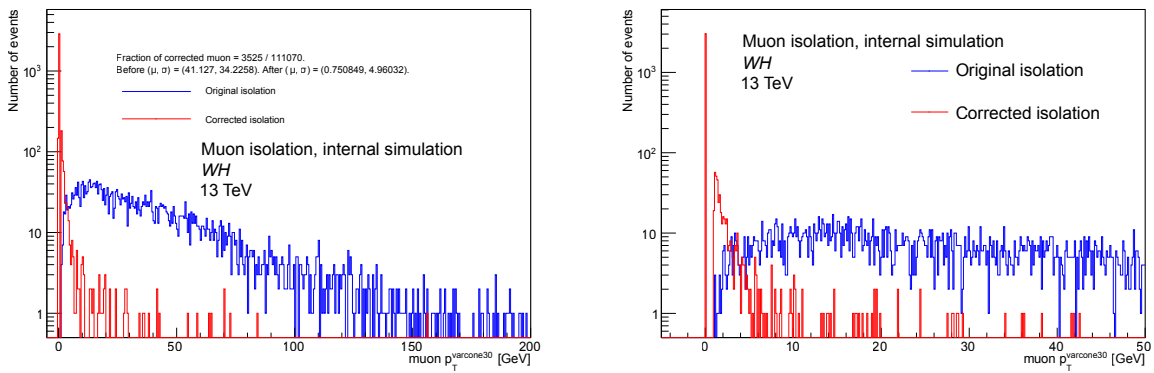 Number of events
10³
10²
10
1
Fraction of corrected muon = 3525 / 111070.
Before (μ, σ) = (41.127, 34.2258). After (μ, σ) = (0.750849, 4.96032).
Original isolation
Corrected isolation
Muon isolation, internal simulation
WH
13 TeV
0 50 100 150 200
muon p_T^varcone30 [GeV]
Number of events
10³
10²
10
1
Muon isolation, internal simulation
WH
13 TeV
Original isolation
Corrected isolation
0 10 20 30 40 50
muon p_T^varcone30 [GeV]